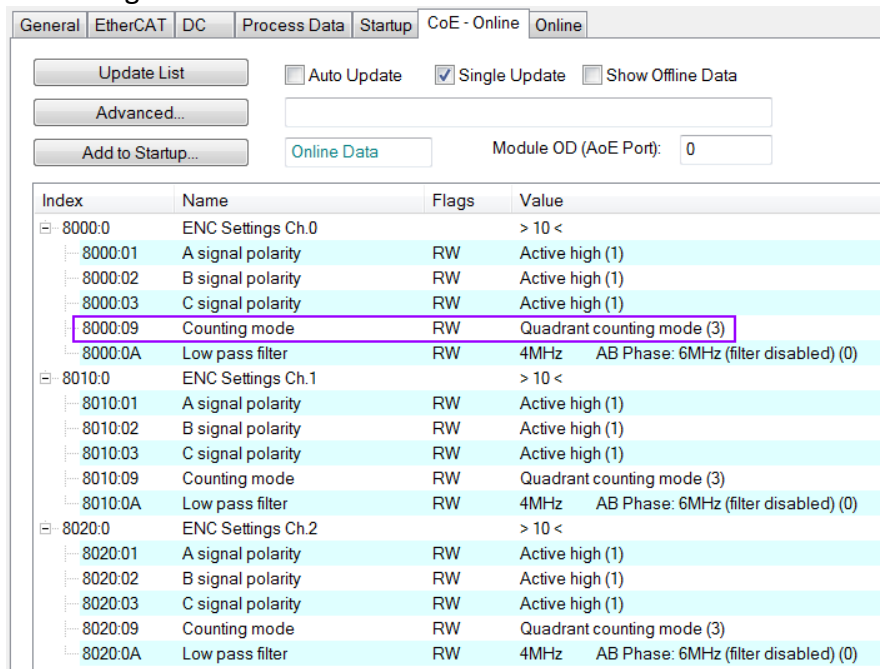 General EtherCAT DC Process Data Startup CoE - Online Online
Update List Auto Update Single Update Show Offline Data
Advanced...
Add to Startup... Online Data Module OD (AoE Port): 0
Index Name Flags Value
8000:0 ENC Settings Ch.0 > 10 <
8000:01 A signal polarity RW Active high (1)
8000:02 B signal polarity RW Active high (1)
8000:03 C signal polarity RW Active high (1)
8000:09 Counting mode RW Quadrant counting mode (3)
8000:0A Low pass filter RW 4MHz AB Phase: 6MHz (filter disabled) (0)
8010:0 ENC Settings Ch.1 > 10 <
8010:01 A signal polarity RW Active high (1)
8010:02 B signal polarity RW Active high (1)
8010:03 C signal polarity RW Active high (1)
8010:09 Counting mode RW Quadrant counting mode (3)
8010:0A Low pass filter RW 4MHz AB Phase: 6MHz (filter disabled) (0)
8020:0 ENC Settings Ch.2 > 10 <
8020:01 A signal polarity RW Active high (1)
8020:02 B signal polarity RW Active high (1)
8020:03 C signal polarity RW Active high (1)
8020:09 Counting mode RW Quadrant counting mode (3)
8020:0A Low pass filter RW 4MHz AB Phase: 6MHz (filter disabled) (0)